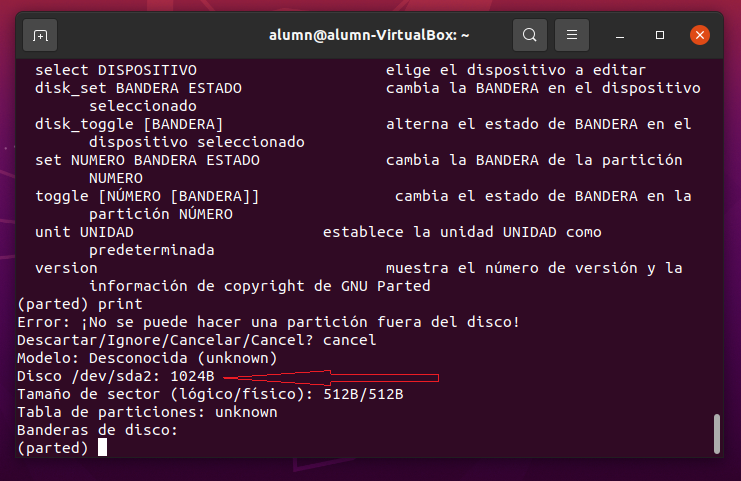 alumn@alumn-VirtualBox: ~
select DISPOSITIVO elige el dispositivo a editar
disk_set BANDERA ESTADO cambia la BANDERA en el dispositivo
seleccionado
disk_toggle [BANDERA] alterna el estado de BANDERA en el
dispositivo seleccionado
set NUMERO BANDERA ESTADO cambia la BANDERA de la partición
NUMERO
toggle [NÚMERO [BANDERA]] cambia el estado de BANDERA en la
partición NÚMERO
unit UNIDAD establece la unidad UNIDAD como
predeterminada
version muestra el número de versión y la
información de copyright de GNU Parted
(parted) print
Error: ¡No se puede hacer una partición fuera del disco!
Descartar/Ignore/Cancelar/Cancel? cancel
Modelo: Desconocida (unknown)
Disco /dev/sda2: 1024B
Tamaño de sector (lógico/físico): 512B/512B
Tabla de particiones: unknown
Banderas de disco:
(parted)